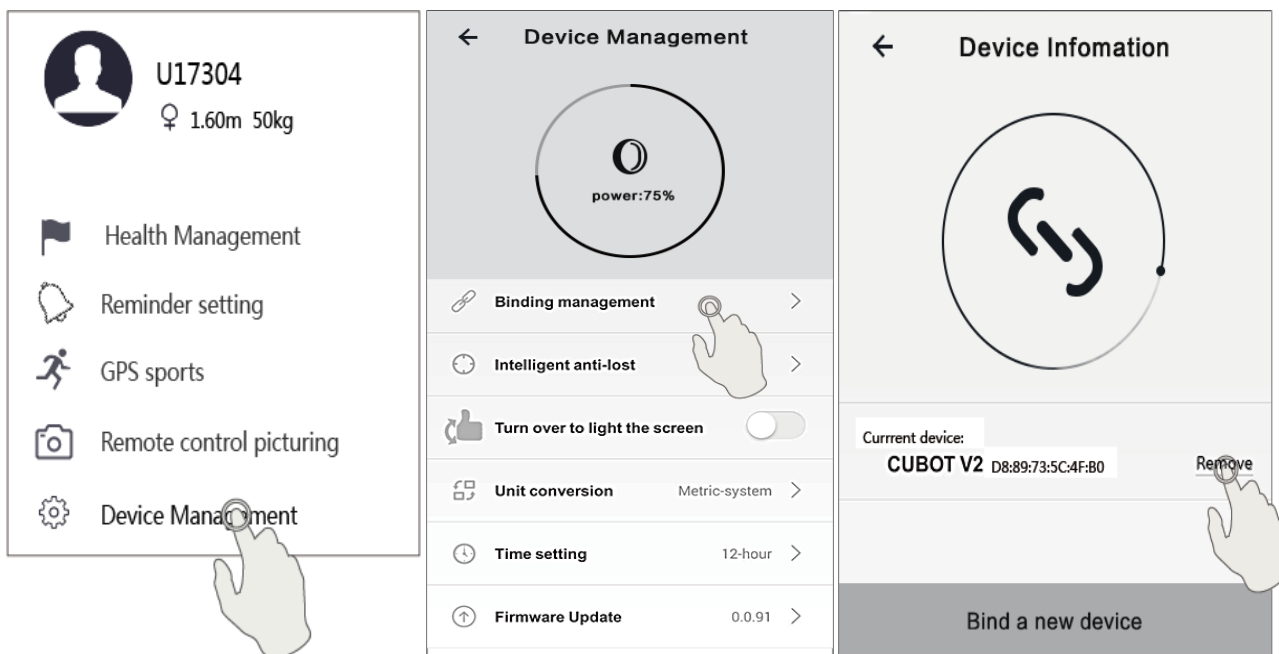 U17304
1.60m 50kg
Health Management
Reminder setting
GPS sports
Remote control picturing
Device Management
Device Management
power:75%
Binding management
Intelligent anti-lost
Turn over to light the screen
Unit conversion Metric-system
Time setting 12-hour
Firmware Update 0.0.91
Device Infomation
Currrent device:
CUBOT V2 D8:89:73:5C:4F:B0 Remove
Bind a new device